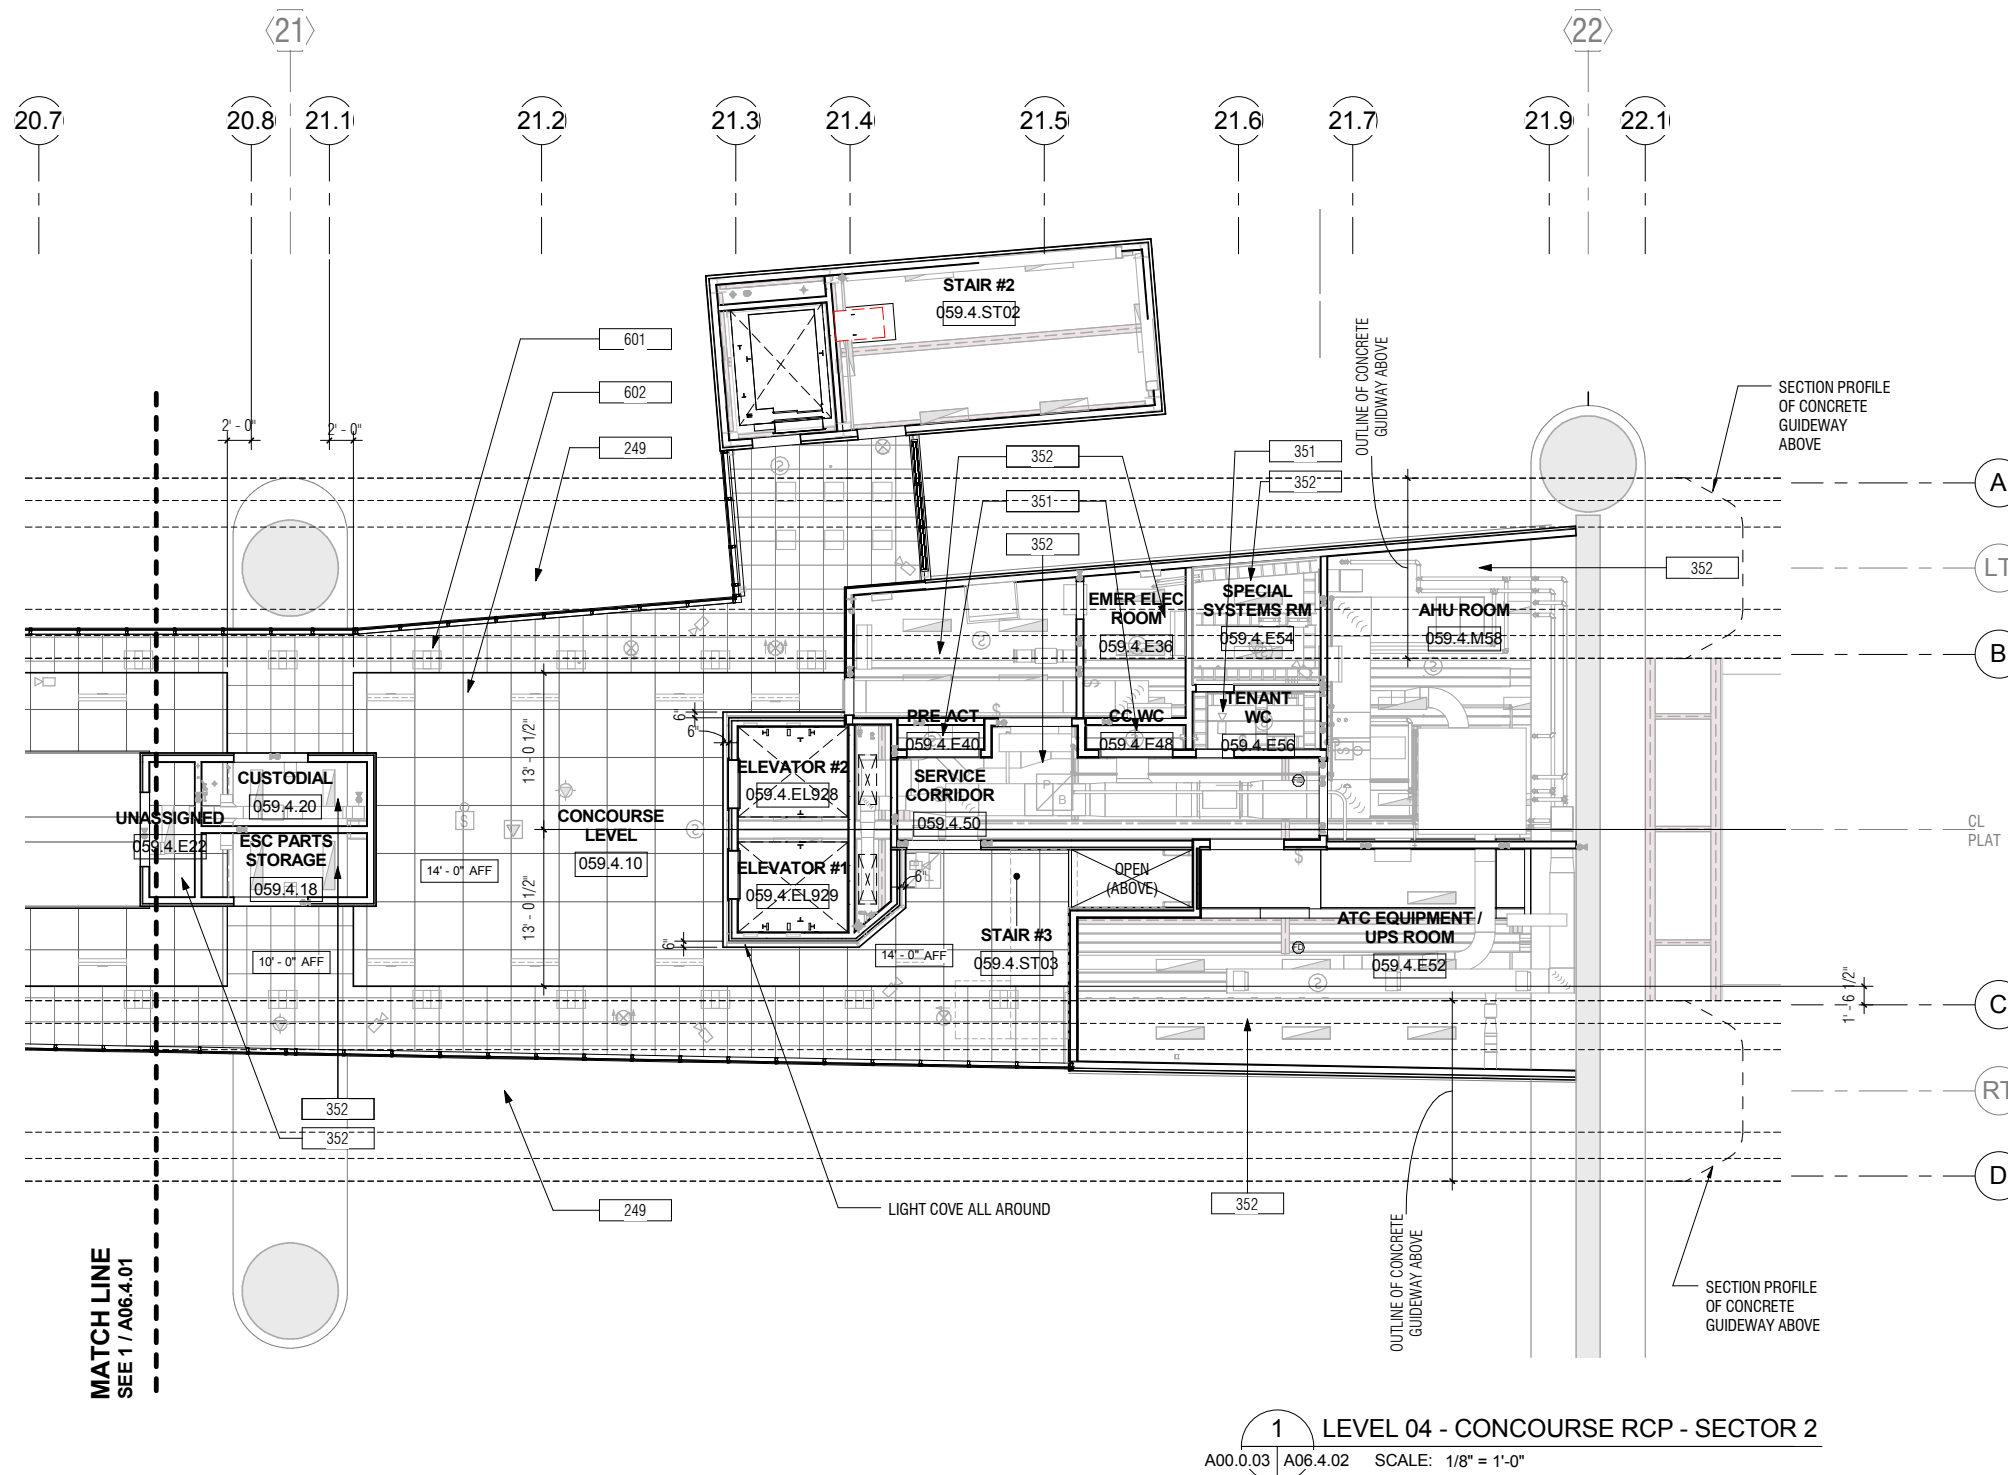 21
22
20.7
20.8
21.1
21.2
21.3
21.4
21.5
21.6
21.7
21.9
22.1
STAIR #2
059.4.ST02
601
602
249
2' - 0"
2' - 0"
352
351
352
351
352
OUTLINE OF CONCRETE
GUIDWAY ABOVE
SECTION PROFILE
OF CONCRETE
GUIDEWAY
ABOVE
A
LT
352
B
EMER ELEC
ROOM
059.4.E36
SPECIAL
SYSTEMS RM
059.4.E54
AHU ROOM
059.4.M58
PRE ACT
059.4.E40
CC WC
059.4.E48
TENANT
WC
059.4.E56
6"
6"
13' - 0 1/2"
ELEVATOR #2
059.4.EL928
SERVICE
CORRIDOR
059.4.50
CUSTODIAL
059.4.20
UNASSIGNED
059.4.E22
ESC PARTS
STORAGE
059.4.18
CONCOURSE
LEVEL
059.4.10
14' - 0" AFF
ELEVATOR #1
059.4.EL929
6"
OPEN
(ABOVE)
CL
PLAT
13' - 0 1/2"
6"
10' - 0" AFF
14' - 0" AFF
STAIR #3
059.4.ST03
ATC EQUIPMENT /
UPS ROOM
059.4.E52
1' - 6 1/2"
C
RT
D
352
352
249
LIGHT COVE ALL AROUND
352
OUTLINE OF CONCRETE
GUIDEWAY ABOVE
SECTION PROFILE
OF CONCRETE
GUIDEWAY ABOVE
MATCH LINE
SEE 1 / A06.4.01
1
LEVEL 04 - CONCOURSE RCP - SECTOR 2
A00.0.03
A06.4.02
SCALE: 1/8" = 1'-0"